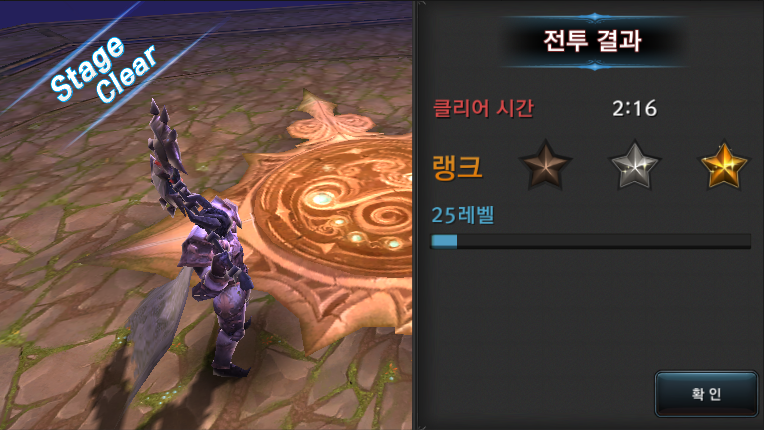 Stage
Clear
전투 결과
클리어 시간 2:16
랭크
25레벨
확 인